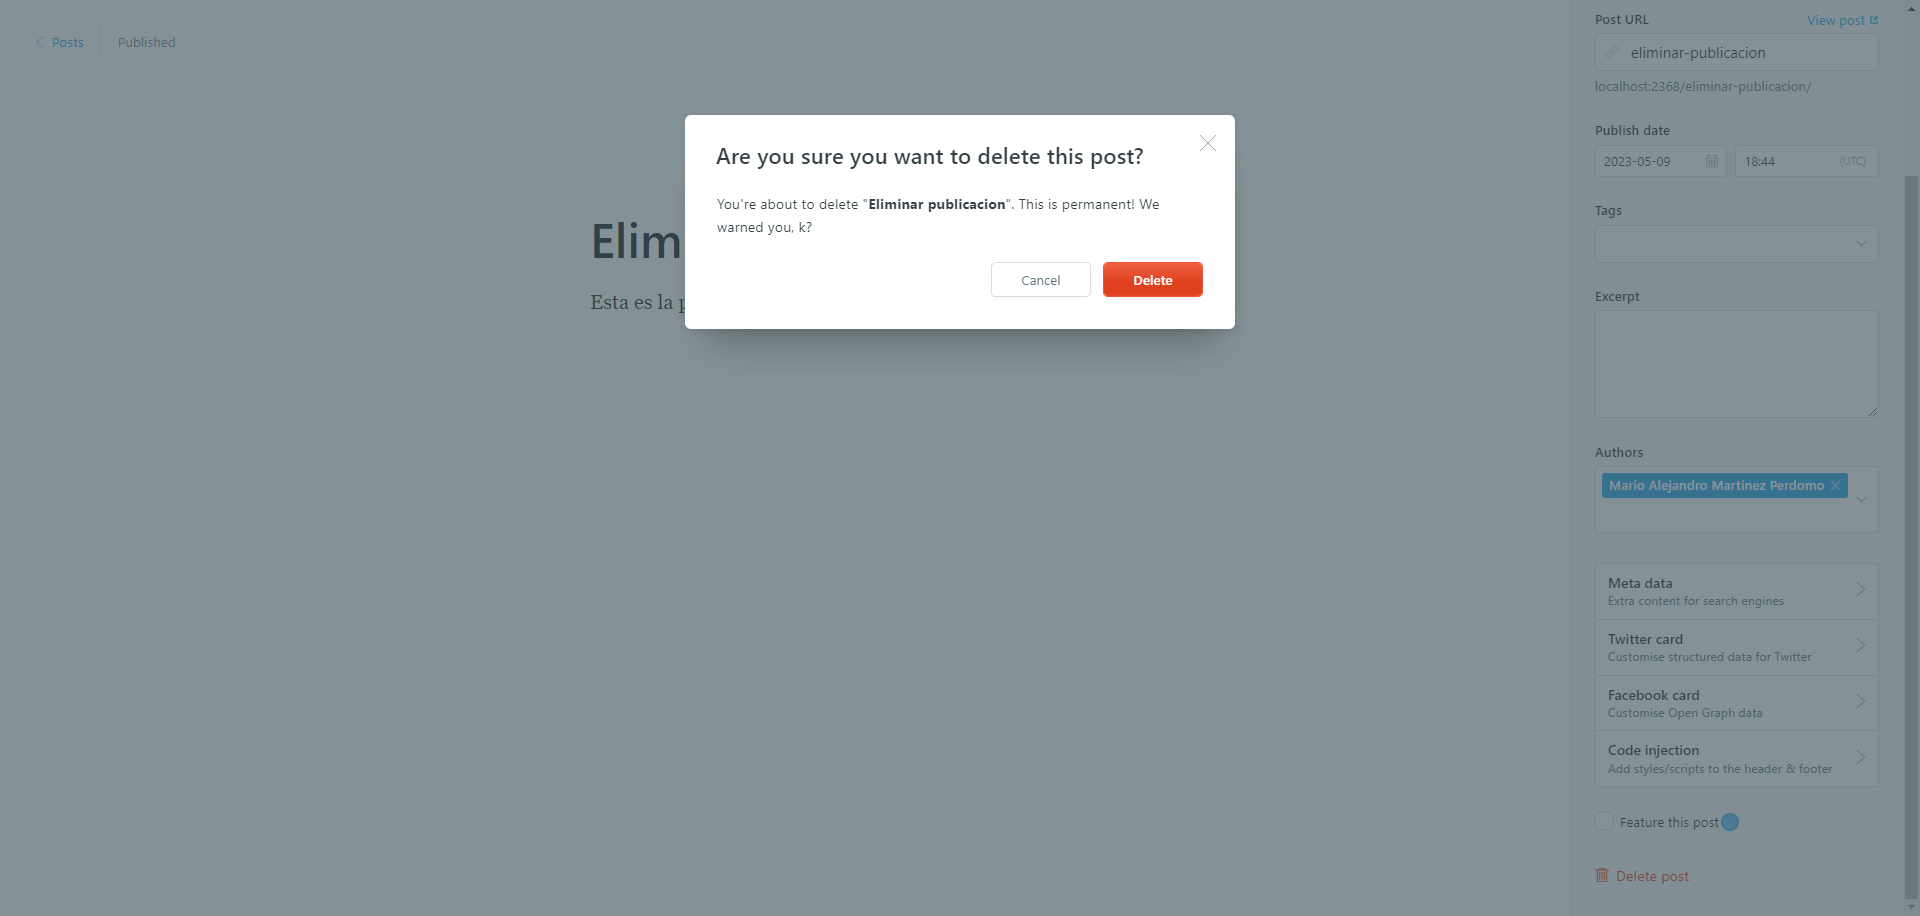 Posts
Published
Elim
Esta es la p
Are you sure you want to delete this post?
You're about to delete "Eliminar publicacion". This is permanent! We
warned you, k?
Cancel
Delete
Post URL
View post
eliminar-publicacion
localhost:2368/eliminar-publicacion/
Publish date
2023-05-09
18:44
(UTC)
Tags
Excerpt
Authors
Mario Alejandro Martinez Perdomo
Meta data
Extra content for search engines
Twitter card
Customise structured data for Twitter
Facebook card
Customise Open Graph data
Code injection
Add styles/scripts to the header & footer
Feature this post
Delete post